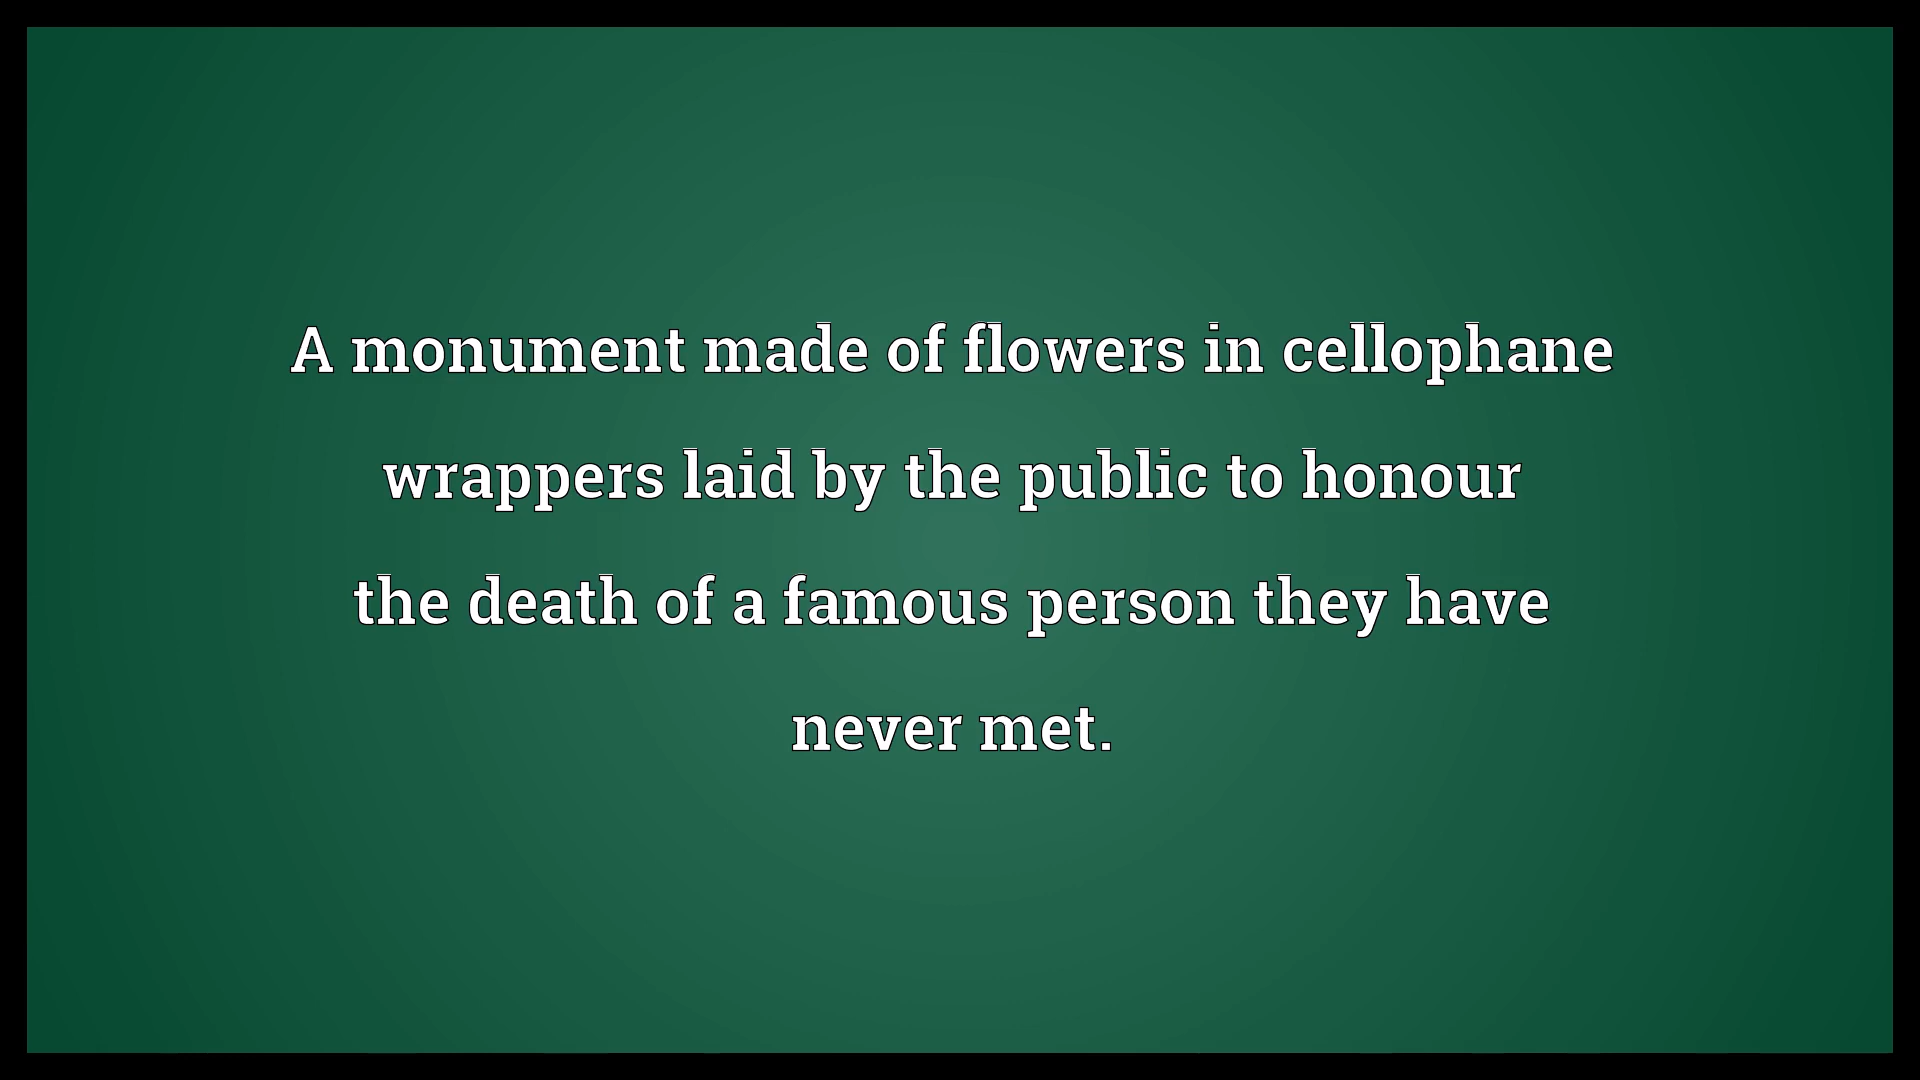 A monument made of flowers in cellophane
wrappers laid by the public to honour
the death of a famous person they have
never met.